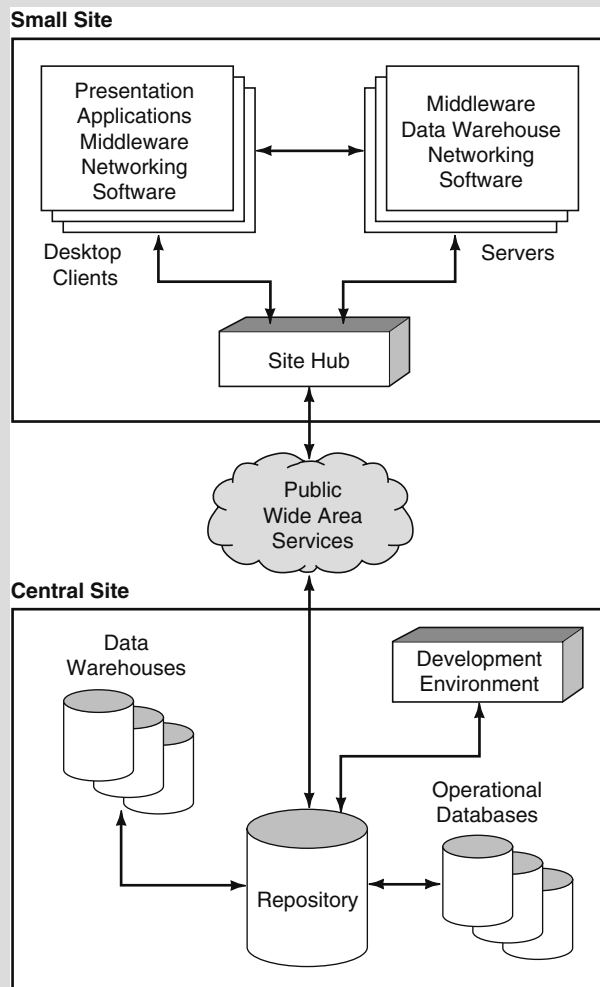 Small Site
Presentation
Applications
Middleware
Networking
Software
Middleware
Data Warehouse
Networking
Software
Desktop
Clients
Servers
Site Hub
Public
Wide Area
Services
Central Site
Data
Warehouses
Development
Environment
Operational
Databases
Repository